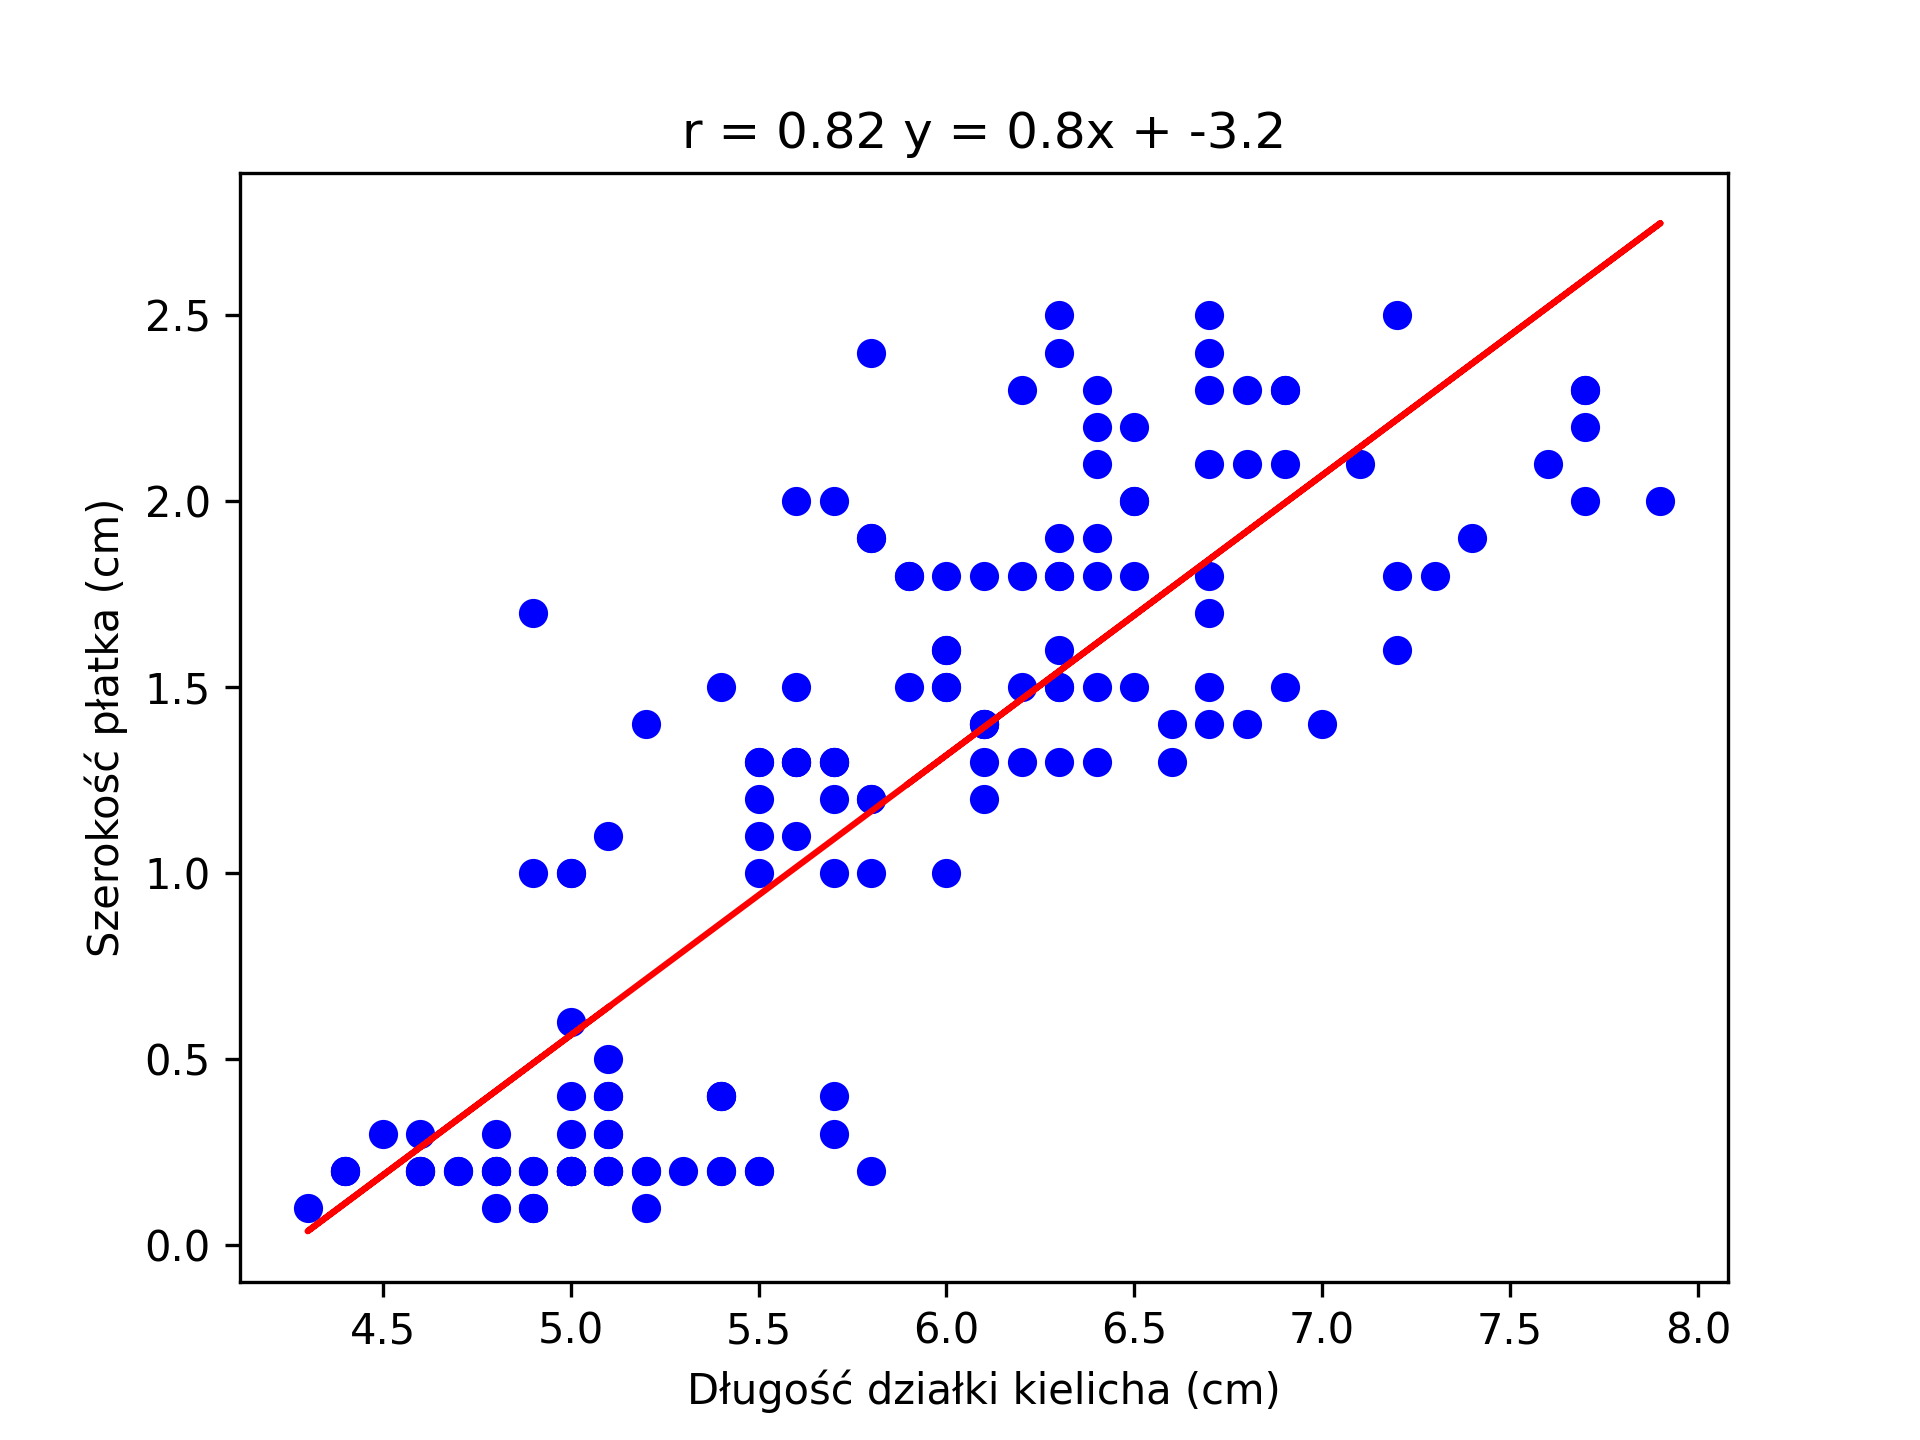 r = 0.82 y = 0.8x + -3.2
Szerokość płatka (cm)
2.5
2.0
1.5
1.0
0.5
0.0
4.5 5.0 5.5 6.0 6.5 7.0 7.5 8.0
Długość działki kielicha (cm)